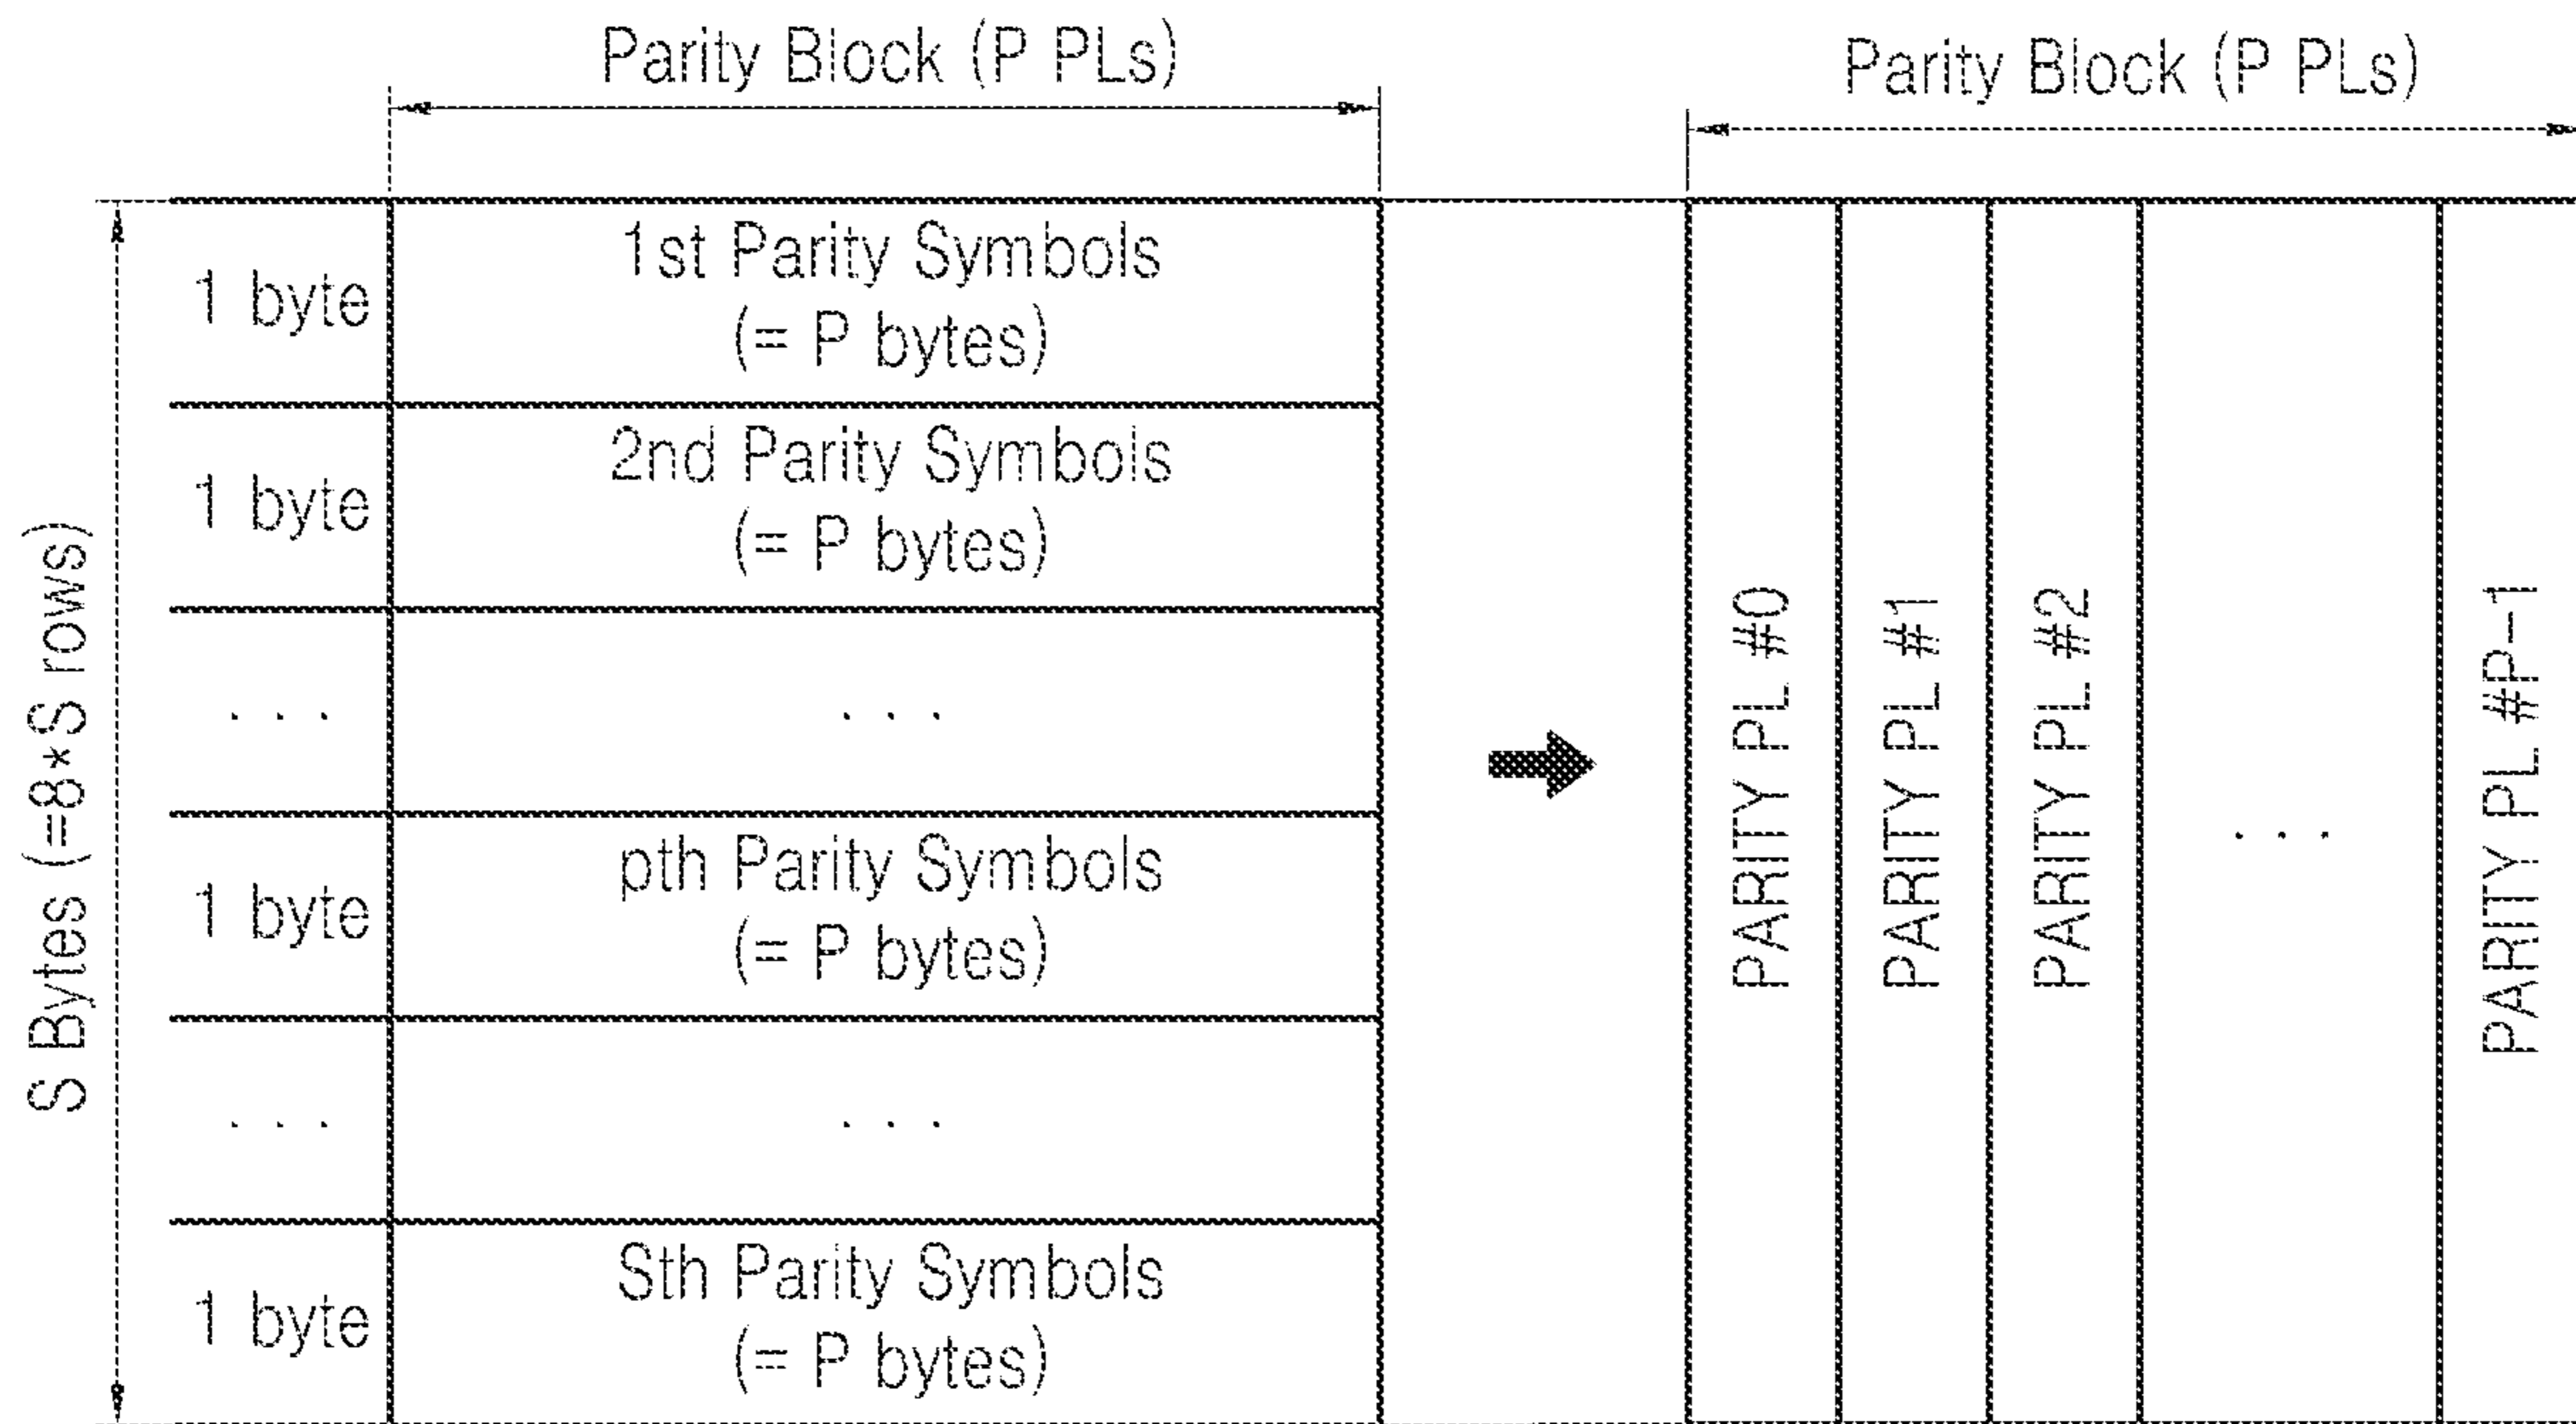 Parity Block (P PLs)
Parity Block (P PLs)
S Bytes (=8*S rows)
1 byte
1st Parity Symbols
(= P bytes)
1 byte
2nd Parity Symbols
(= P bytes)
. . .
. . .
1 byte
pth Parity Symbols
(= P bytes)
. . .
. . .
1 byte
Sth Parity Symbols
(= P bytes)
PARITY PL #0
PARITY PL #1
PARITY PL #2
. . .
PARITY PL #P-1